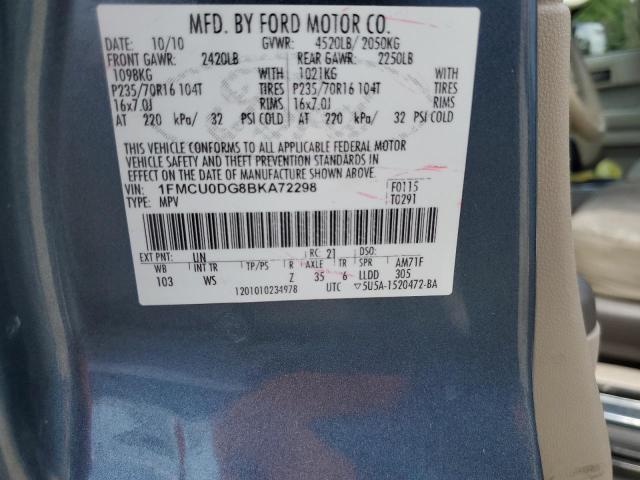 MFD. BY FORD MOTOR CO.
DATE: 10/10 GVWR: 4520LB/ 2050KG
FRONT GAWR: 2420LB REAR GAWR: 2250LB
1098KG WITH 1021KG WITH
P235/70R16 104T TIRES P235/70R16 104T TIRES
16x7.0J RIMS 16x7.0J RIMS
AT 220 kPa/ 32 PSI COLD AT 220 kPa/ 32 PSI COLD
THIS VEHICLE CONFORMS TO ALL APPLICABLE FEDERAL MOTOR
VEHICLE SAFETY AND THEFT PREVENTION STANDARDS IN
EFFECT ON THE DATE OF MANUFACTURE SHOWN ABOVE.
VIN: 1FMCU0DG8BKA72298 F0115
TYPE: MPV T0291
EXT PNT: UN RC: 21 DSO:
WB INT TR TP/PS R AXLE TR SPR AM71F
103 WS Z 35 6 LLDD 305
1201010234978 UTC ▽5U5A-1520472-BA